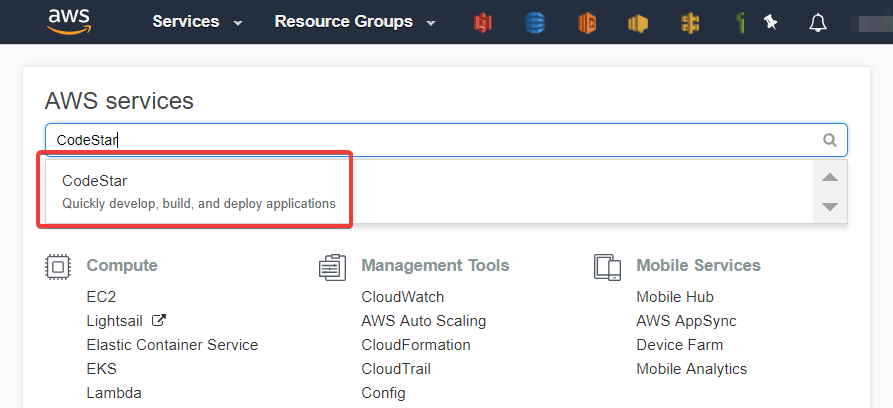 aws Services Resource Groups
AWS services
CodeStar
CodeStar
Quickly develop, build, and deploy applications
Compute
EC2
Lightsail
Elastic Container Service
EKS
Lambda
Management Tools
CloudWatch
AWS Auto Scaling
CloudFormation
CloudTrail
Config
Mobile Services
Mobile Hub
AWS AppSync
Device Farm
Mobile Analytics